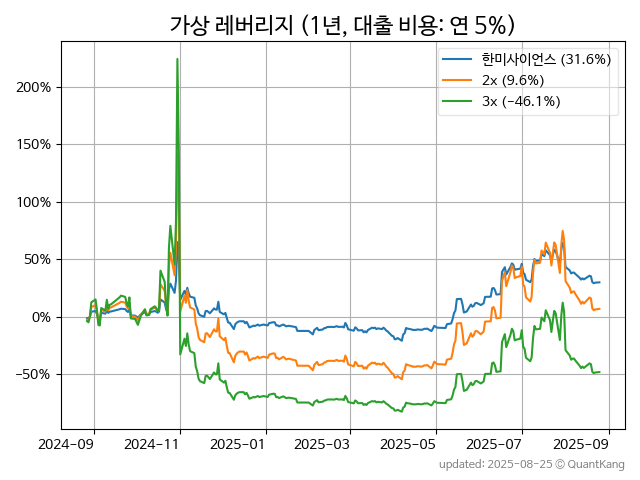 가상 레버리지 (1년, 대출 비용: 연 5%)
한미사이언스 (31.6%)
2x (9.6%)
3x (-46.1%)
200%
150%
100%
50%
0%
-50%
2024-09 2024-11 2025-01 2025-03 2025-05 2025-07 2025-09
updated: 2025-08-25 © QuantKang